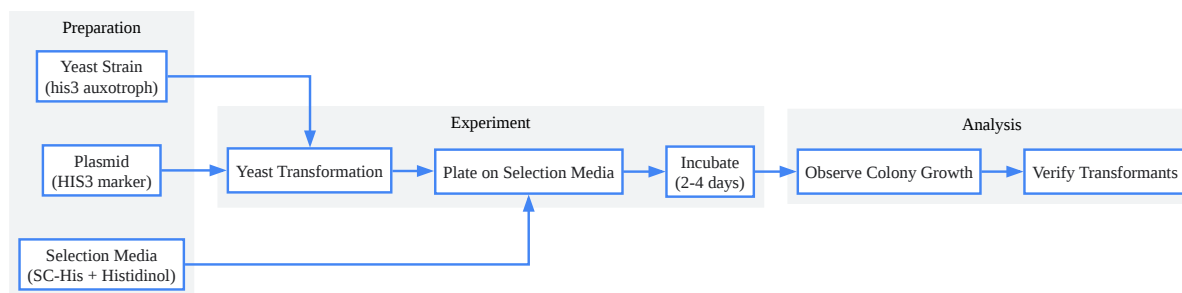 Preparation
Yeast Strain
(his3 auxotroph)
Plasmid
(HIS3 marker)
Selection Media
(SC-His + Histidinol)
Experiment
Yeast Transformation
Plate on Selection Media
Incubate
(2-4 days)
Analysis
Observe Colony Growth
Verify Transformants